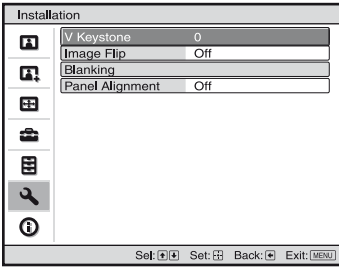 Installation
V Keystone 0
Image Flip Off
Blanking
Panel Alignment Off
Sel: Set: Back: Exit: MENU